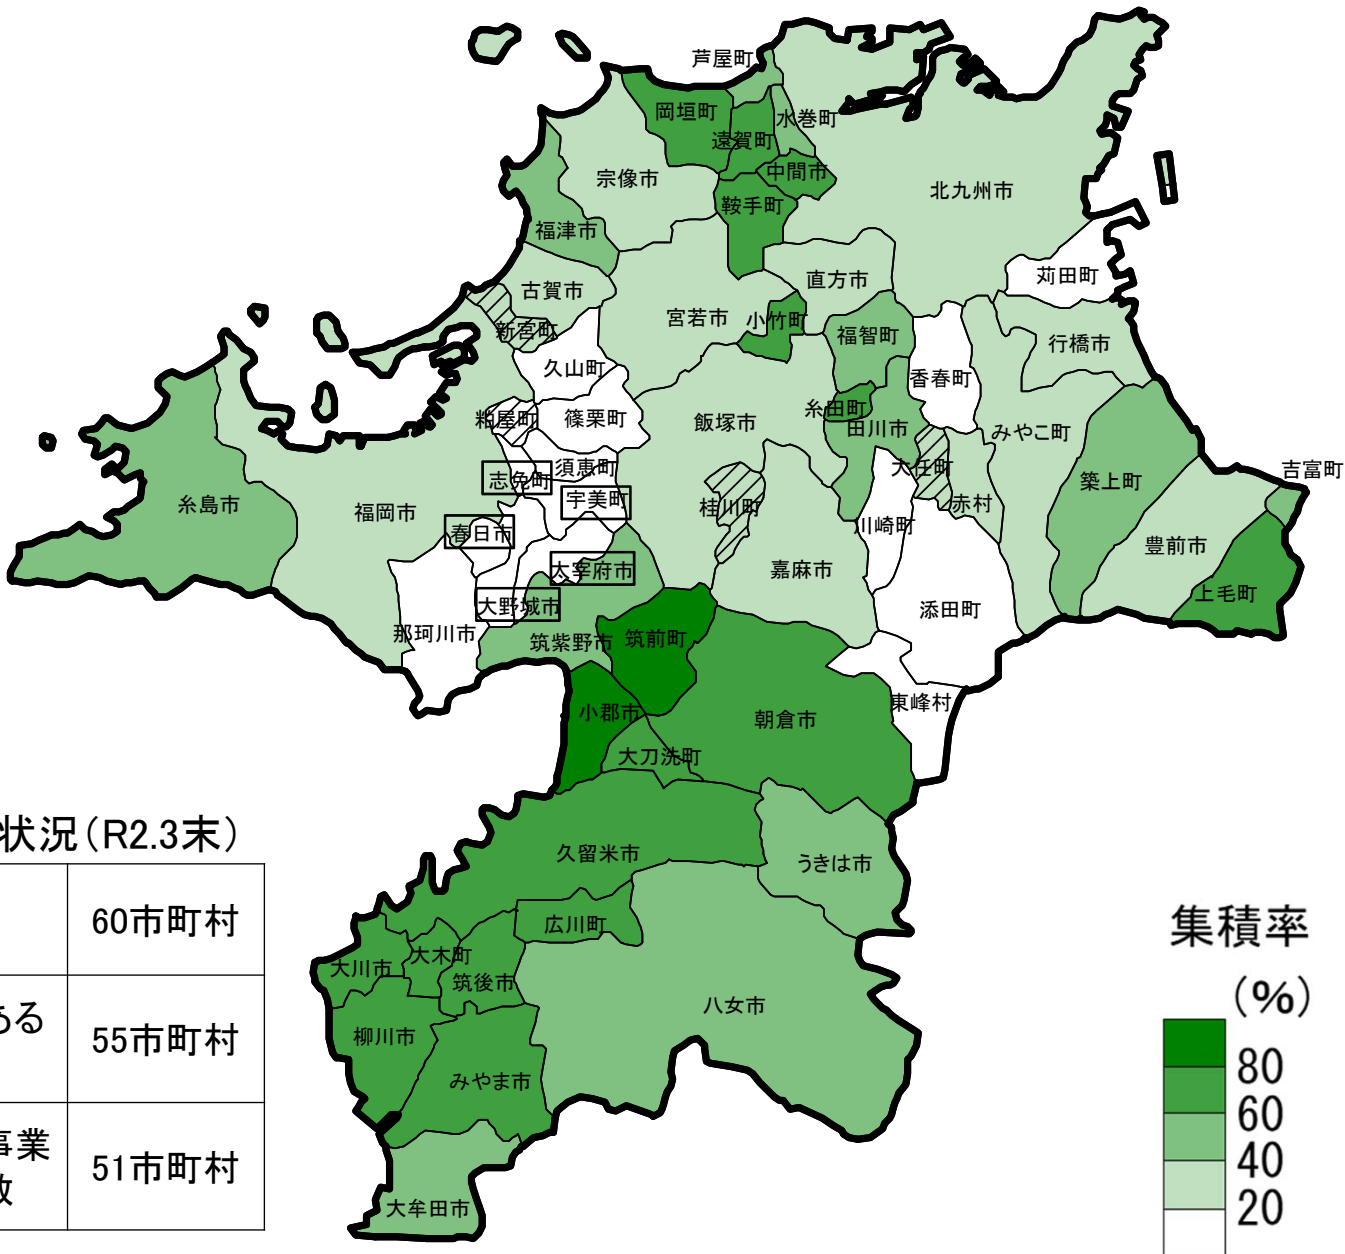 芦屋町
岡垣町
遠賀町
水巻町
中間市
宗像市
鞍手町
北九州市
福津市
苅田町
直方市
古賀市
宮若市
小竹町
新宮町
福智町
行橋市
久山町
香春町
糸田町
粕屋町
篠栗町
飯塚市
田川市
みやこ町
須恵町
大任町
吉富町
志免町
築上町
宇美町
糸島市
福岡市
桂川町
赤村
川崎町
春日市
豊前市
太宰府市
嘉麻市
上毛町
大野城市
添田町
那珂川市
筑紫野市
筑前町
東峰村
小郡市
朝倉市
大刀洗町
状況(R2.3末)
60市町村
ある
55市町村
事業
数
51市町村
久留米市
うきは市
広川町
大木町
大川市
筑後市
八女市
柳川市
みやま市
大牟田市
集積率
(%)
80
60
40
20